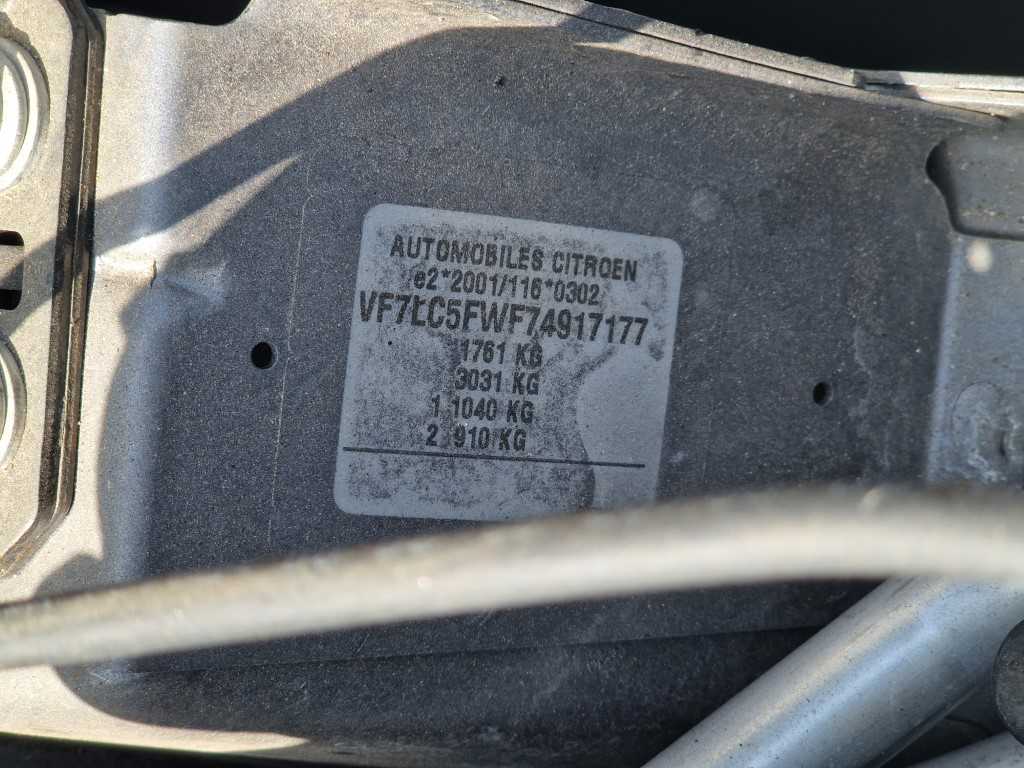 AUTOMOBILES CITROEN
e2*2001/116*0302
VF7LC5FWF74917177
1761 KG
3031 KG
1 1040 KG
2 910 KG